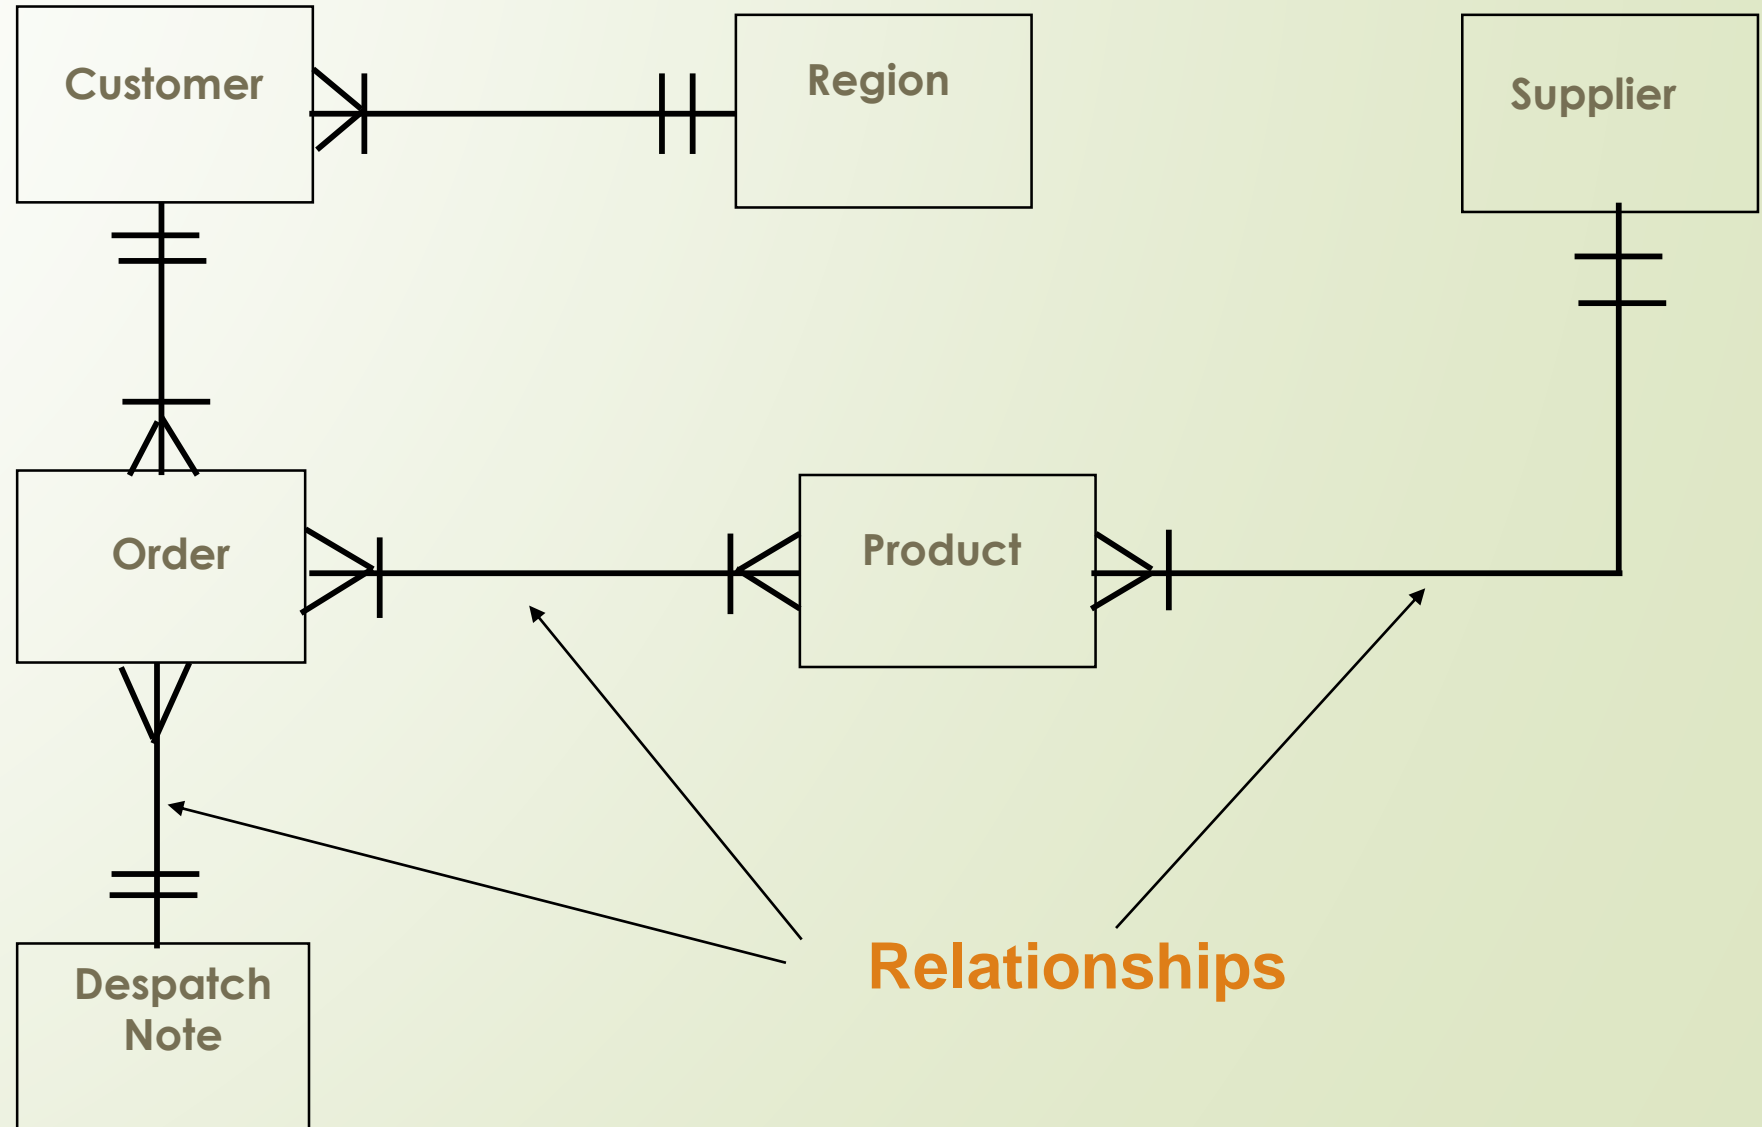 Customer
Region
Supplier
Order
Product
Relationships
Despatch
Note